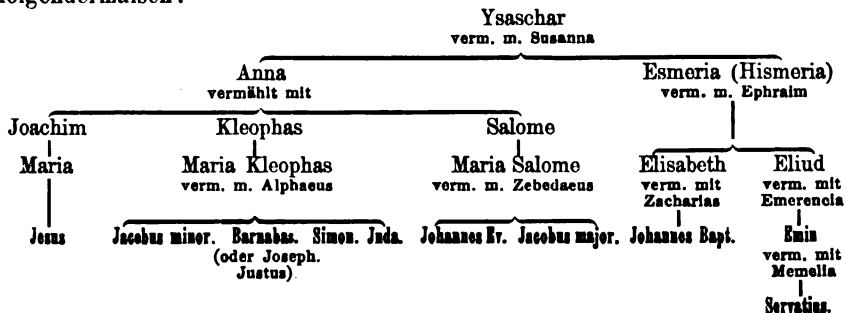 folgendermaßen:
Ysaschar
verm. m. Susanna
Anna
vermählt mit
Esmeria (Hismeria)
verm. m. Ephraim
Joachim Kleophas Salome
Maria
Maria Kleophas
verm. m. Alphaeus
Maria Salome
verm. m. Zebedaeus
Elisabeth
verm. mit
Zacharias
Eliud
verm. mit
Emerencia
Jesus
Jacobus minor. Barnabas. Simon. Juda.
(oder Joseph.
Justus)
Johannes Ev. Jacobus major.
Johannes Bapt.
Emin
verm. mit
Memelia
Servatius.